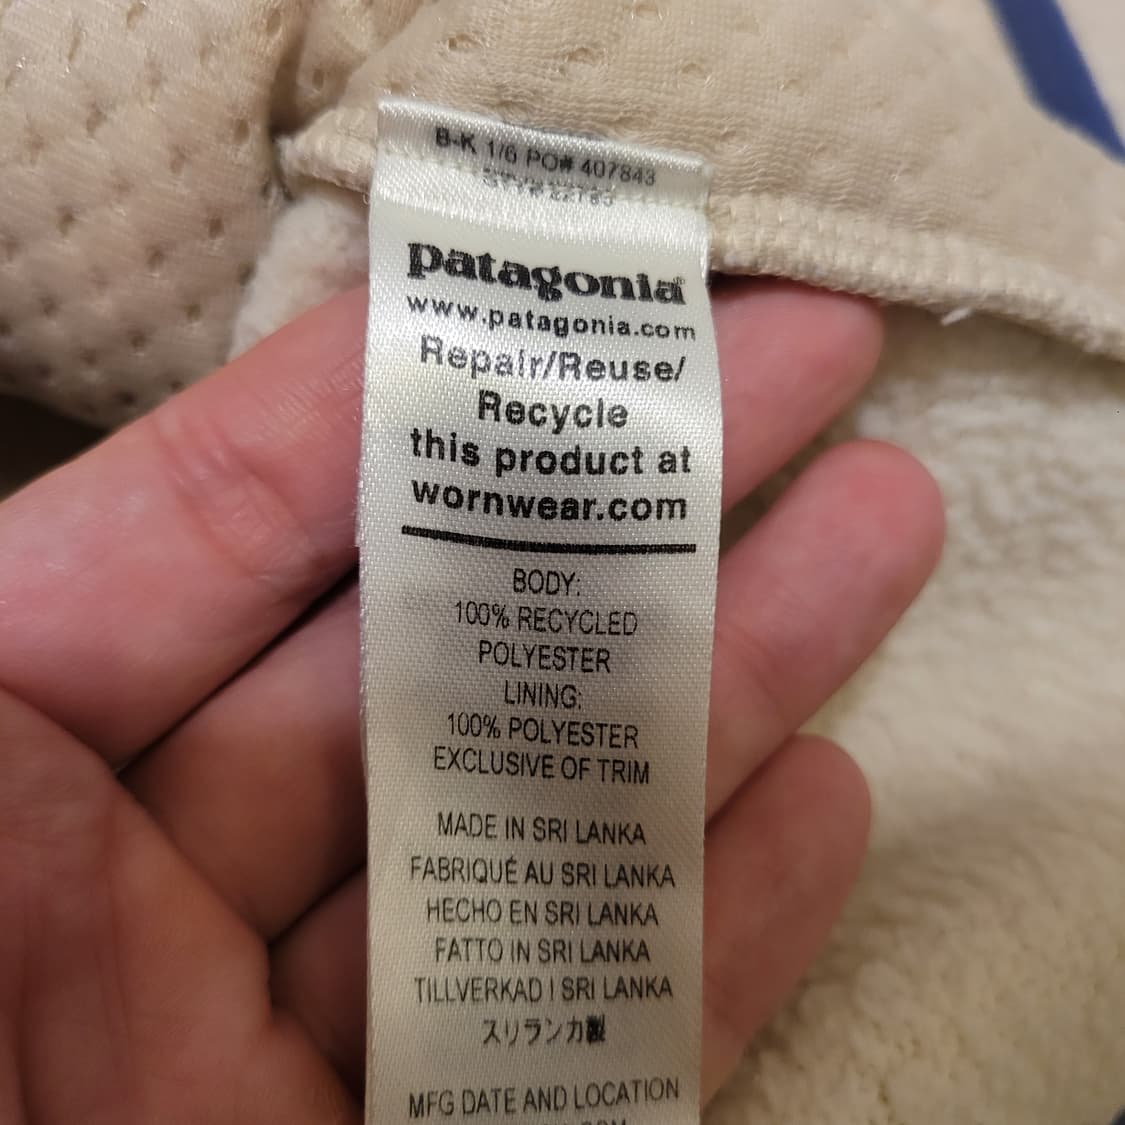 B-K 1/6 PO# 407843
patagonia®
www.patagonia.com
Repair/Reuse/
Recycle
this product at
wornwear.com
BODY:
100% RECYCLED
POLYESTER
LINING:
100% POLYESTER
EXCLUSIVE OF TRIM
MADE IN SRI LANKA
FABRIQUÉ AU SRI LANKA
HECHO EN SRI LANKA
FATTO IN SRI LANKA
TILLVERKAD I SRI LANKA
スリランカ製
MFG DATE AND LOCATION